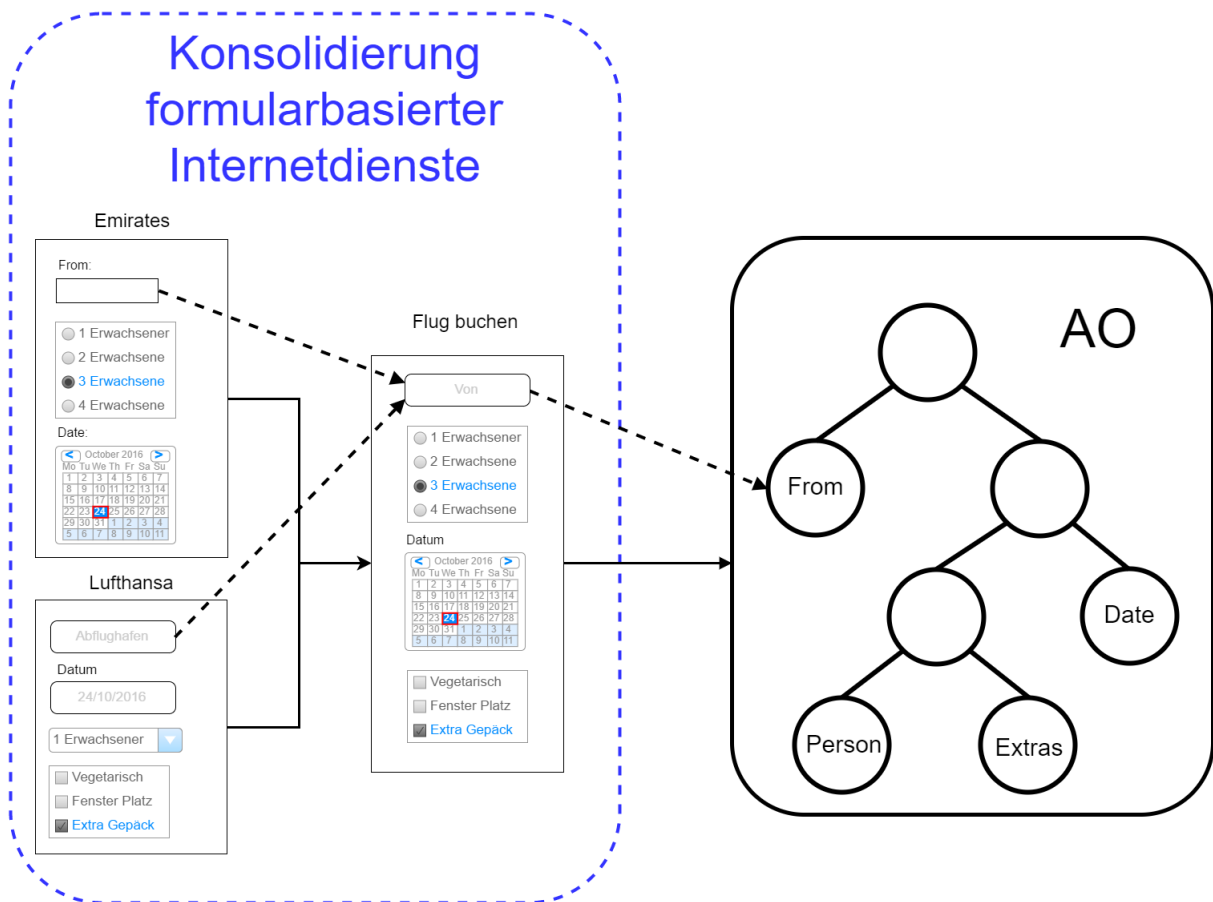 Konsolidierung
formularbasierter
Internetdienste
Emirates
From:
1 Erwachsener
2 Erwachsene
3 Erwachsene
4 Erwachsene
Date:
< October 2016 >
Mo Tu We Th Fr Sa Su
1 2 3 4 5 6 7
8 9 10 11 12 13 14
15 16 17 18 19 20 21
22 23 24 25 26 27 28
29 30 31 1 2 3 4
5 6 7 8 9 10 11
Lufthansa
Abflughafen
Datum
24/10/2016
1 Erwachsener
Vegetarisch
Fenster Platz
Extra Gepäck
Flug buchen
Von
1 Erwachsener
2 Erwachsene
3 Erwachsene
4 Erwachsene
Datum
< October 2016 >
Mo Tu We Th Fr Sa Su
1 2 3 4 5 6 7
8 9 10 11 12 13 14
15 16 17 18 19 20 21
22 23 24 25 26 27 28
29 30 31 1 2 3 4
5 6 7 8 9 10 11
Vegetarisch
Fenster Platz
Extra Gepäck
AO
From
Date
Person
Extras